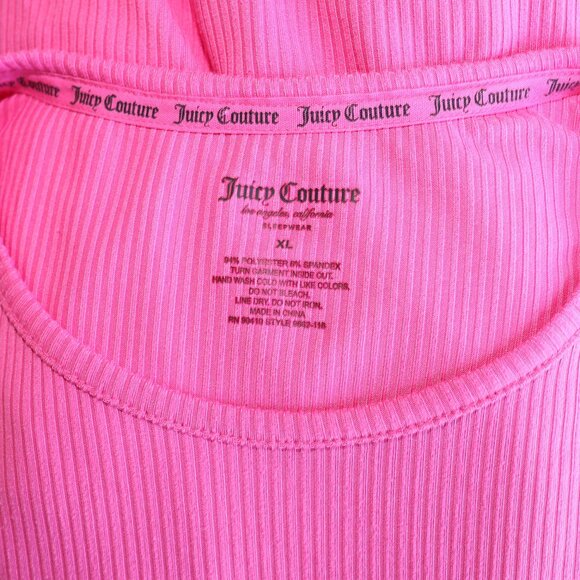 Juicy Couture Juicy Couture Juicy Couture Juicy Couture Juicy
Juicy Couture
los angeles, california
SLEEPWEAR
XL
94% POLYESTER 6% SPANDEX
TURN GARMENT INSIDE OUT.
HAND WASH COLD WITH LIKE COLORS.
DO NOT BLEACH.
LINE DRY. DO NOT IRON.
MADE IN CHINA
RN 90410 STYLE